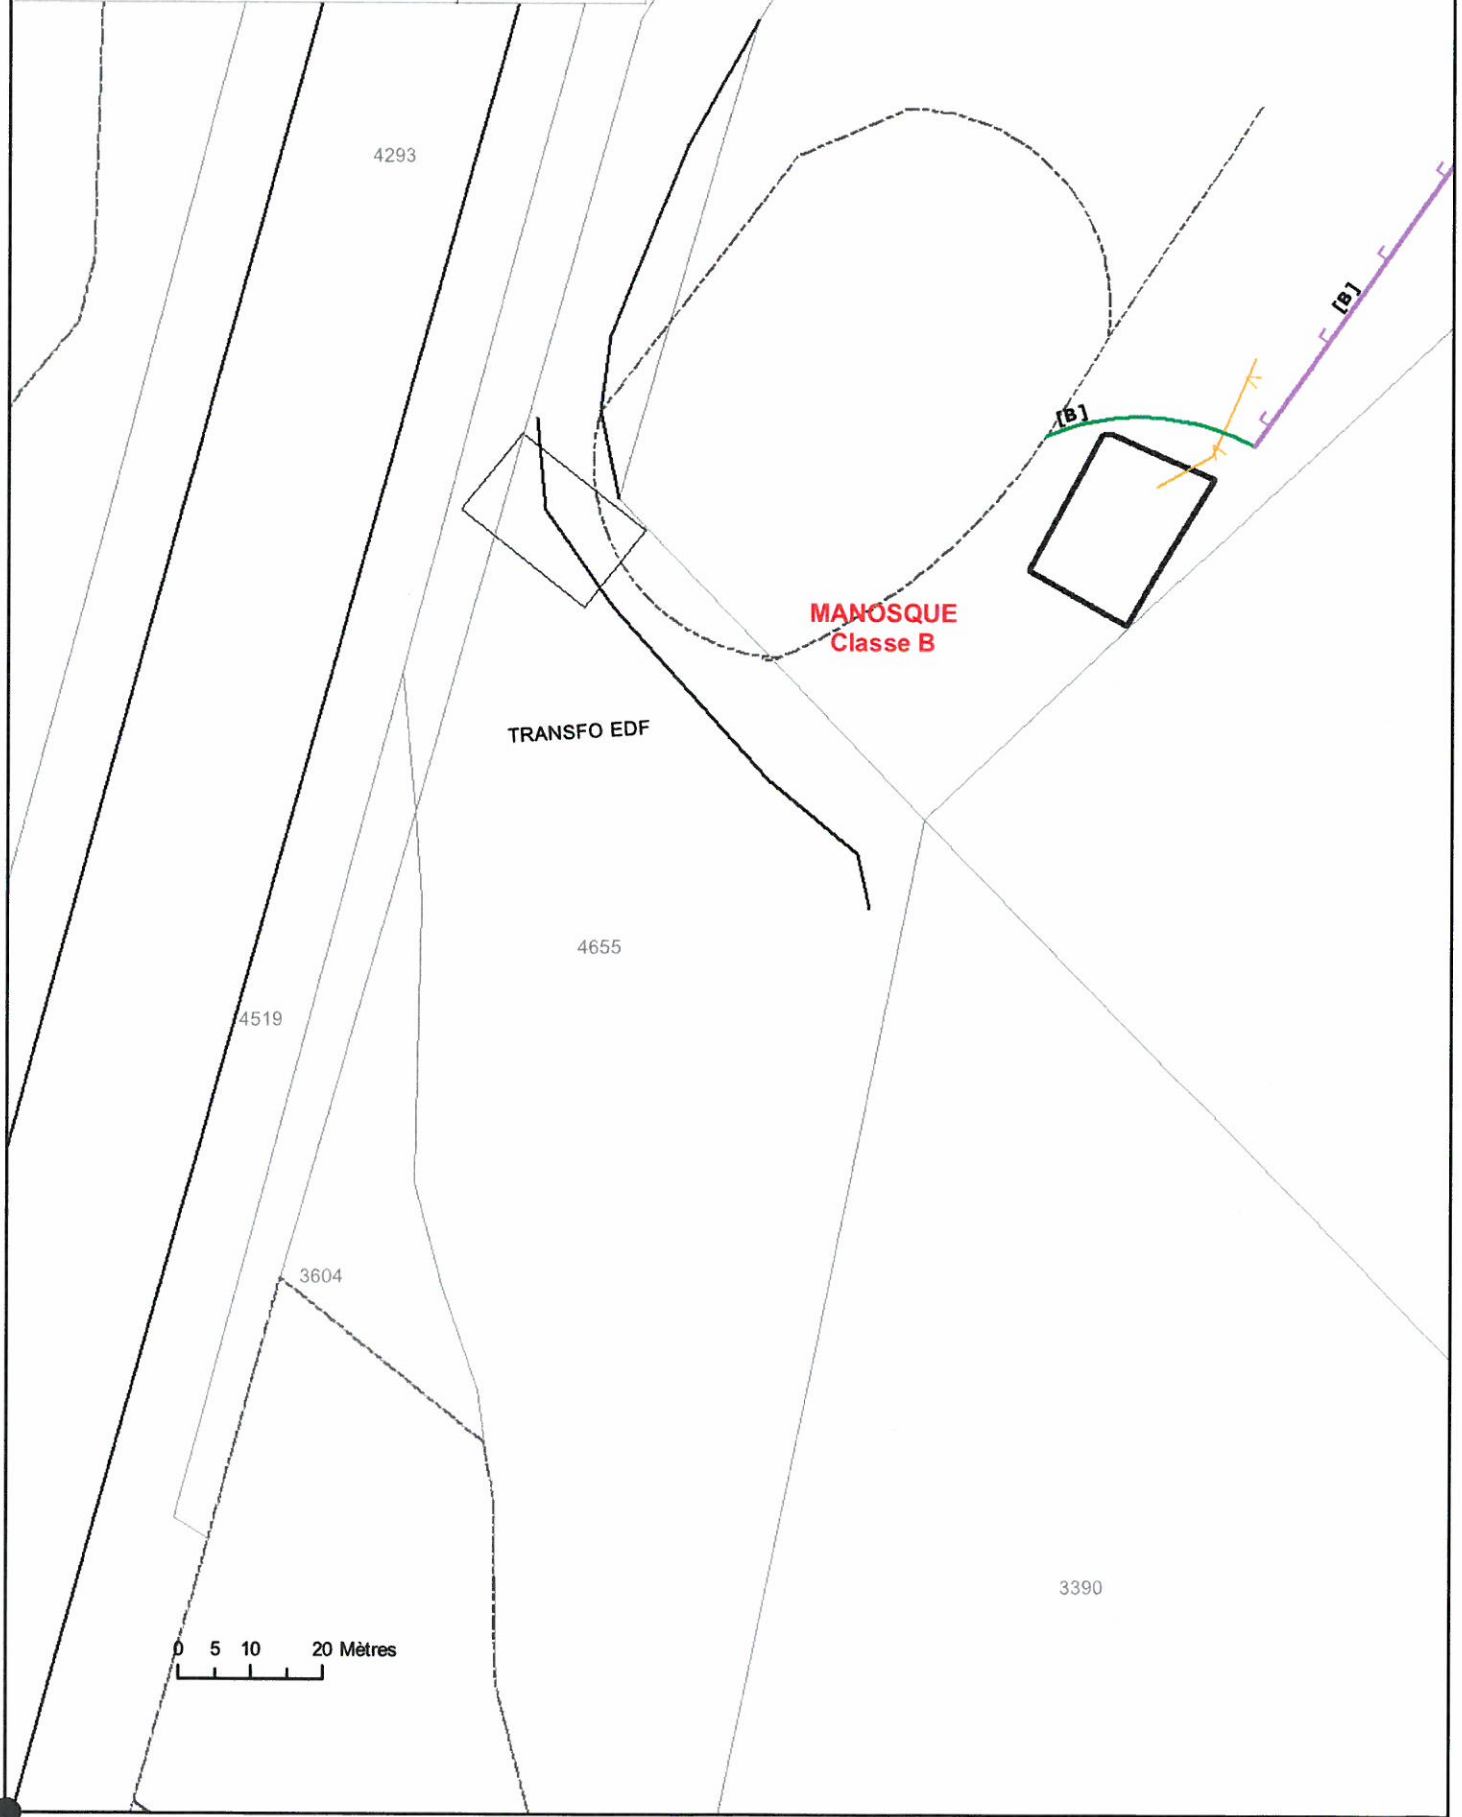 4293
[B]
[B]
MANOSQUE
Classe B
TRANSFO EDF
4655
4519
3604
3390
0 5 10 20 Mètres